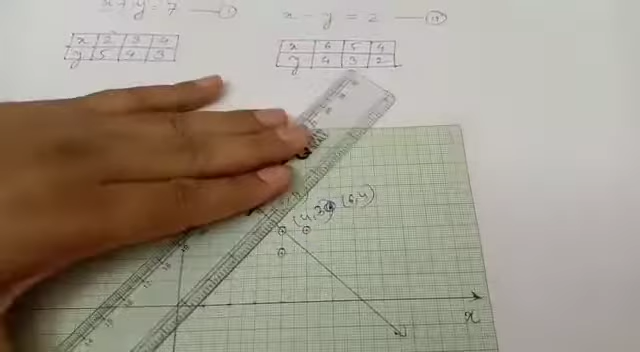 x + y = 7 — (i)
x - y = 2 — (ii)
x 2 3 4
y 5 4 3
x 6 5 4
y 4 3 2
(4,3) (6,4)
x